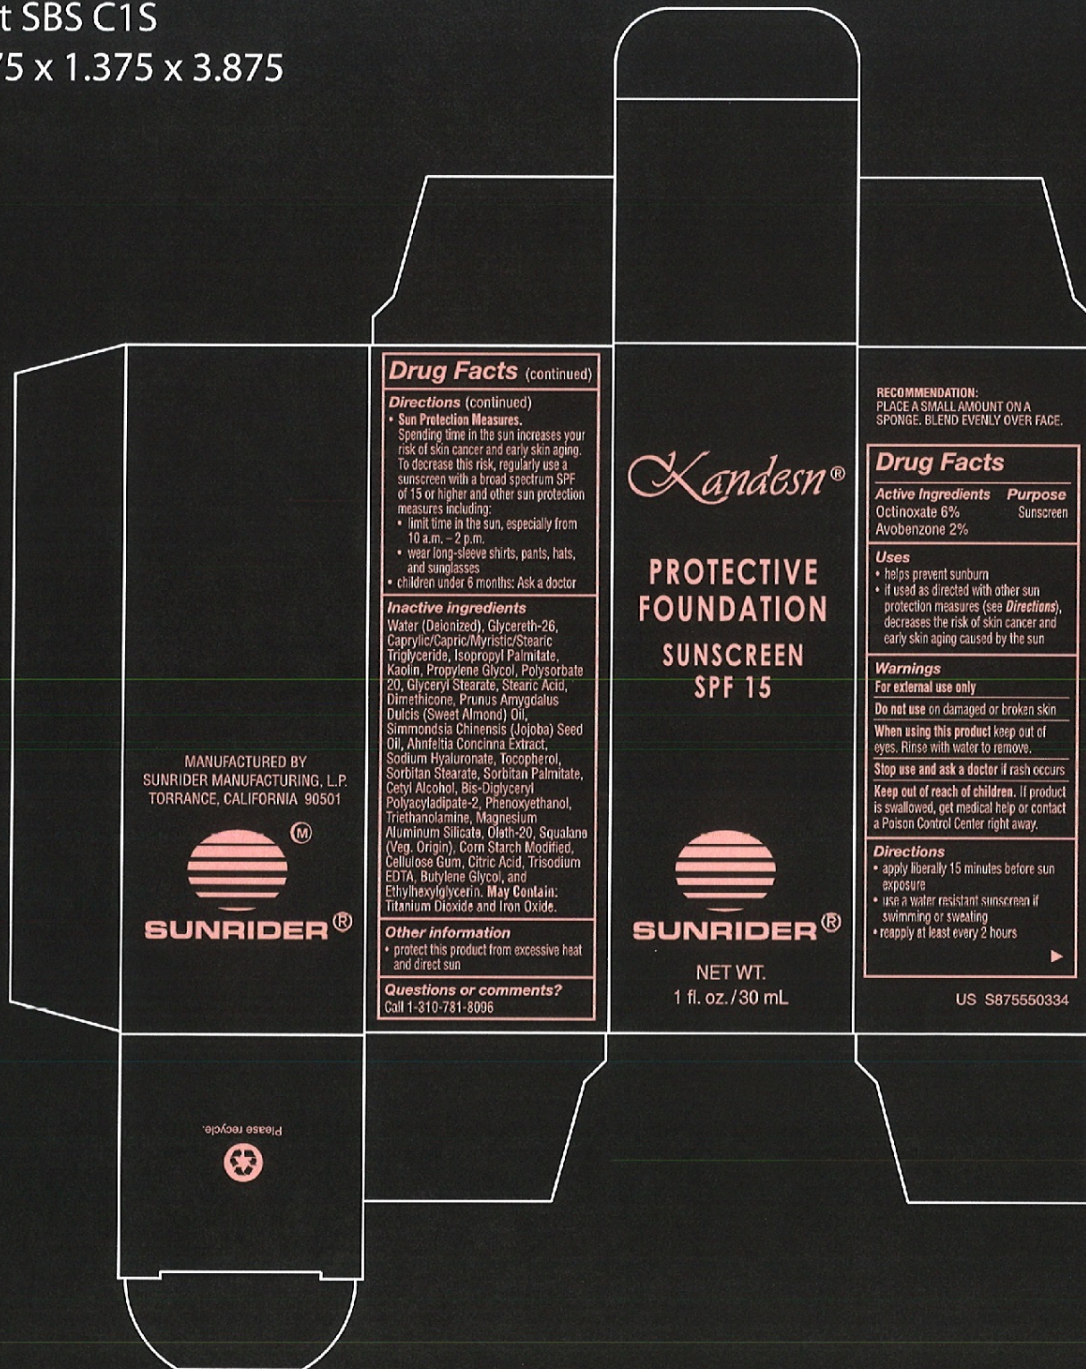 t SBS C1S
75 x 1.375 x 3.875
MANUFACTURED BY
SUNRIDER MANUFACTURING, L.P.
TORRANCE, CALIFORNIA 90501
M
SUNRIDER®
Please recycle.
Drug Facts (continued)
Directions (continued)
• Sun Protection Measures.
Spending time in the sun increases your
risk of skin cancer and early skin aging.
To decrease this risk, regularly use a
sunscreen with a broad spectrum SPF
of 15 or higher and other sun protection
measures including:
• limit time in the sun, especially from
10 a.m. – 2 p.m.
• wear long-sleeve shirts, pants, hats,
and sunglasses
• children under 6 months: Ask a doctor
Inactive ingredients
Water (Deionized), Glycereth-26,
Caprylic/Capric/Myristic/Stearic
Triglyceride, Isopropyl Palmitate,
Kaolin, Propylene Glycol, Polysorbate
20, Glyceryl Stearate, Stearic Acid,
Dimethicone, Prunus Amygdalus
Dulcis (Sweet Almond) Oil,
Simmondsia Chinensis (Jojoba) Seed
Oil, Ahnfeltia Concinna Extract,
Sodium Hyaluronate, Tocopherol,
Sorbitan Stearate, Sorbitan Palmitate,
Cetyl Alcohol, Bis-Diglyceryl
Polyacyladipate-2, Phenoxyethanol,
Triethanolamine, Magnesium
Aluminum Silicate, Oleth-20, Squalane
(Veg. Origin), Corn Starch Modified,
Cellulose Gum, Citric Acid, Trisodium
EDTA, Butylene Glycol, and
Ethylhexylglycerin. May Contain:
Titanium Dioxide and Iron Oxide.
Other information
• protect this product from excessive heat
and direct sun
Questions or comments?
Call 1-310-781-8096
Kandesn®
PROTECTIVE
FOUNDATION
SUNSCREEN
SPF 15
SUNRIDER®
NET WT.
1 fl. oz./30 mL
RECOMMENDATION:
PLACE A SMALL AMOUNT ON A
SPONGE. BLEND EVENLY OVER FACE.
Drug Facts
Active Ingredients Purpose
Octinoxate 6% Sunscreen
Avobenzone 2%
Uses
• helps prevent sunburn
• if used as directed with other sun
protection measures (see Directions),
decreases the risk of skin cancer and
early skin aging caused by the sun
Warnings
For external use only
Do not use on damaged or broken skin
When using this product keep out of
eyes. Rinse with water to remove.
Stop use and ask a doctor if rash occurs
Keep out of reach of children. If product
is swallowed, get medical help or contact
a Poison Control Center right away.
Directions
• apply liberally 15 minutes before sun
exposure
• use a water resistant sunscreen if
swimming or sweating
• reapply at least every 2 hours
US S875550334